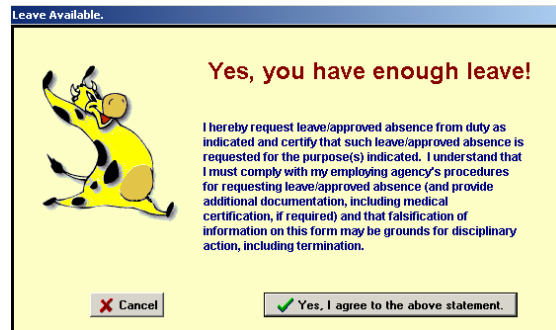 Leave Available.
Yes, you have enough leave!
I hereby request leave/approved absence from duty as
indicated and certify that such leave/approved absence is
requested for the purpose(s) indicated. I understand that
I must comply with my employing agency's procedures
for requesting leave/approved absence (and provide
additional documentation, including medical
certification, if required) and that falsification of
information on this form may be grounds for disciplinary
action, including termination.
Cancel
Yes, I agree to the above statement.